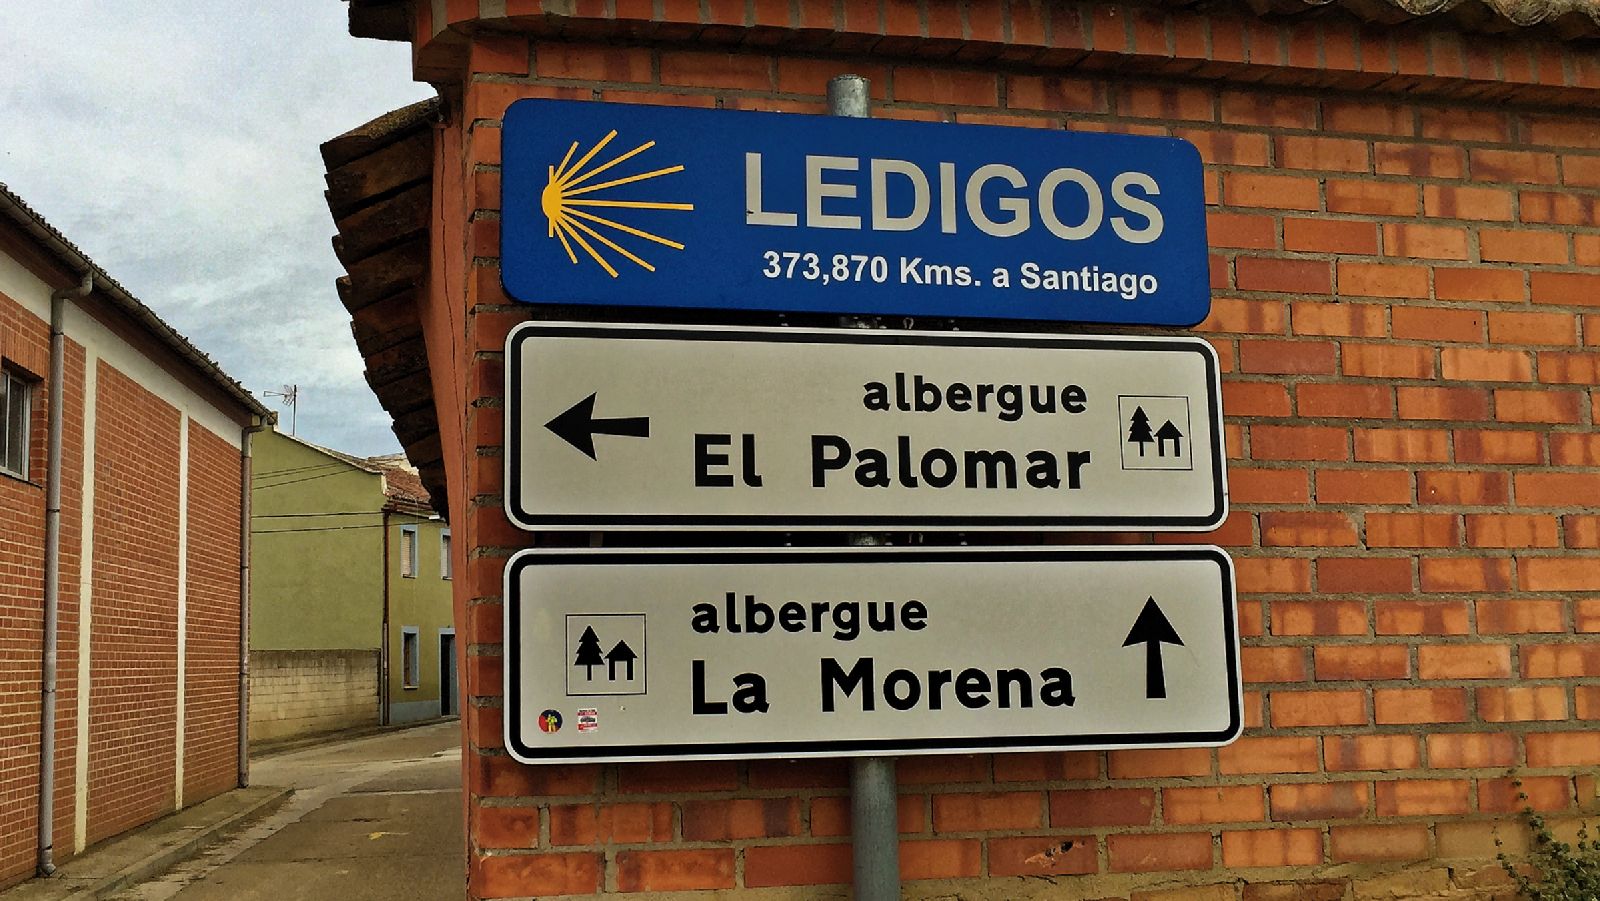 LEDIGOS
373,870 Kms. a Santiago
albergue
El Palomar
albergue
La Morena